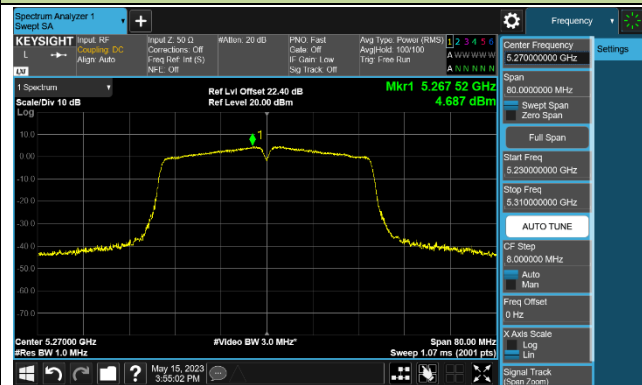 Spectrum Analyzer 1
Swept SA
Frequency
KEYSIGHT
Input: RF
Coupling: DC
Align: Auto
Input Z: 50 Ω
Corrections: Off
Freq Ref: Int (S)
NFE: Off
#Atten: 20 dB
PNO: Fast
Gate: Off
IF Gain: Low
Sig Track: Off
Avg Type: Power (RMS)
Avg|Hold: 100/100
Trig: Free Run
1 2 3 4 5 6
A W W W W W
A N N N N N
L
LXI
1 Spectrum
Scale/Div 10 dB
Log
Ref Lvl Offset 22.40 dB
Ref Level 20.00 dBm
Mkr1 5.267 52 GHz
4.687 dBm
1
10.0
0.00
-10.0
-20.0
-30.0
-40.0
-50.0
-60.0
-70.0
Center 5.27000 GHz
#Res BW 1.0 MHz
#Video BW 3.0 MHz*
Span 80.00 MHz
Sweep 1.07 ms (2001 pts)
May 15, 2023
3:55:02 PM
Center Frequency
5.270000000 GHz
Settings
Span
80.0000000 MHz
Swept Span
Zero Span
Full Span
Start Freq
5.230000000 GHz
Stop Freq
5.310000000 GHz
AUTO TUNE
CF Step
8.000000 MHz
Auto
Man
Freq Offset
0 Hz
X Axis Scale
Log
Lin
Signal Track
(Span Zoom)